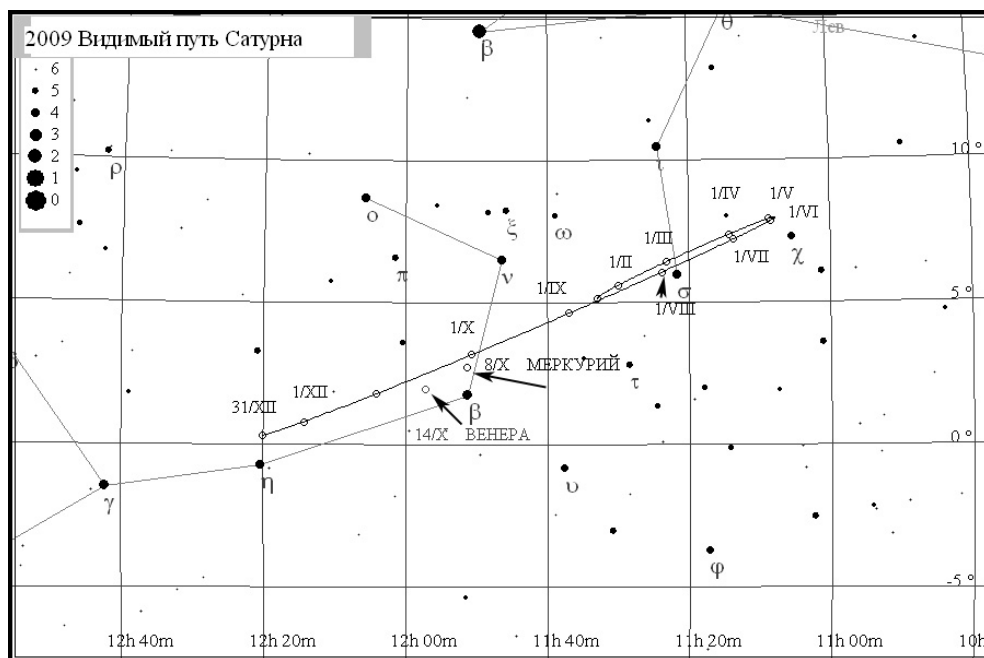 2009 Видимый путь Сатурна
6
5
4
3
2
1
0
β
θ
Лев
ρ
ι
10 °
ο
ξ
ω
1/IV
1/V
1/VI
π
ν
1/III
1/VII
χ
1/II
σ
1/IX
1/VIII
5 °
1/X
8/X МЕРКУРИЙ
τ
1/XII
31/XII
β
14/X ВЕНЕРА
0 °
η
γ
υ
φ
-5 °
12h 40m
12h 20m
12h 00m
11h 40m
11h 20m
11h 00m
10h